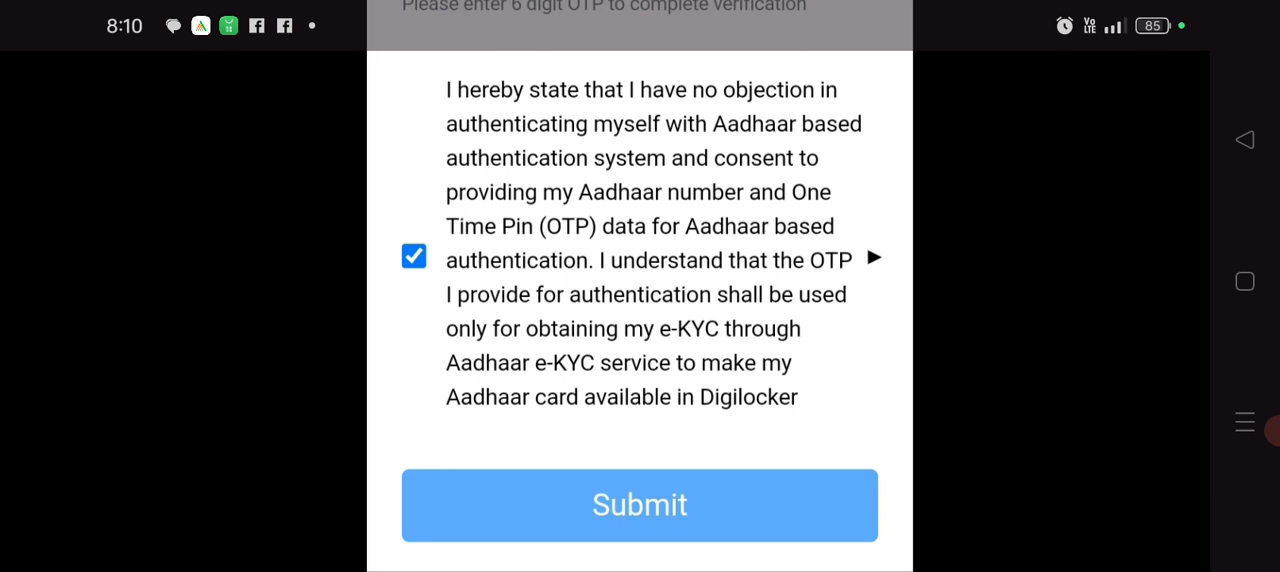 Please enter 6 digit OTP to complete verification
8:10
Vo
LTE
85
I hereby state that I have no objection in
authenticating myself with Aadhaar based
authentication system and consent to
providing my Aadhaar number and One
Time Pin (OTP) data for Aadhaar based
authentication. I understand that the OTP
I provide for authentication shall be used
only for obtaining my e-KYC through
Aadhaar e-KYC service to make my
Aadhaar card available in Digilocker
Submit